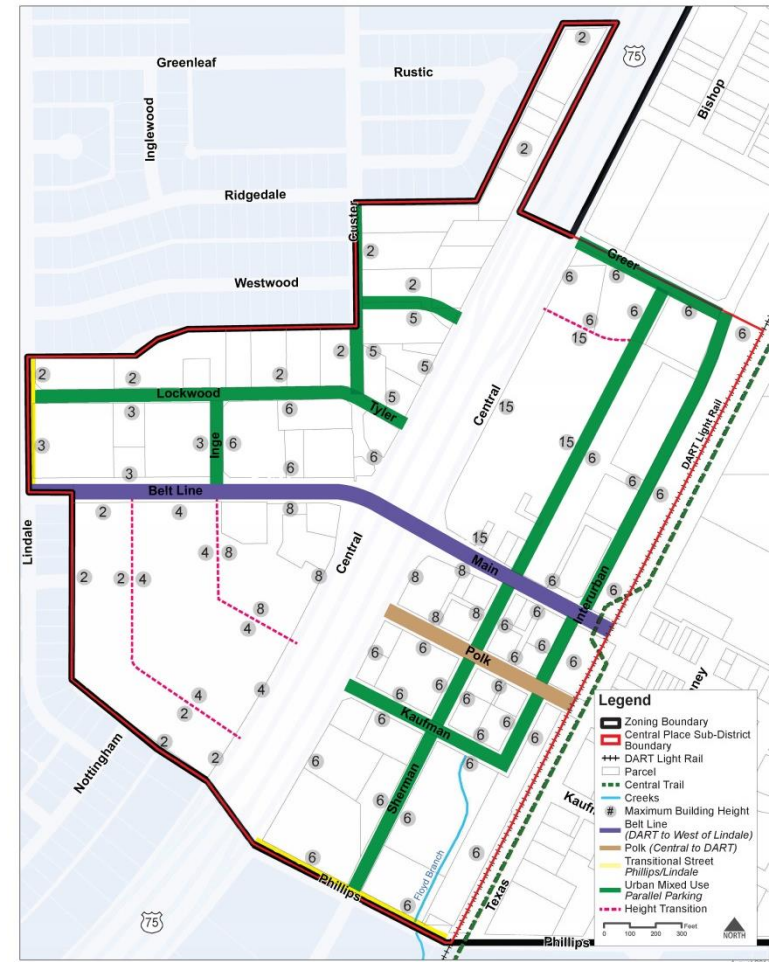 2
75
Greenleaf
Rustic
Bishop
Inglewood
2
Ridgedale
Custer
2
Greer
Westwood
2
6
6
6
6
6
5
15
2
2
2
2
5
5
Lockwood
3
6
5
Tyler
Central
15
DART Light Rail
15
6
6
3
3
Inge
6
6
6
3
6
Belt Line
2
4
8
Lindale
Central
15
Main
6
4
8
8
8
8
6
6
Interurban
6
2
2
4
8
4
8
6
6
6
Polk
6
6
6
6
6
6
6
6
6
4
4
2
Kaufman
6
6
6
6
2
2
Nottingham
6
6
6
Sherman
6
6
6
Floyd Branch
6
Phillips
6
Texas
75
Phillips
Legend
Zoning Boundary
Central Place Sub-District
Boundary
DART Light Rail
Parcel
Central Trail
Creeks
# Maximum Building Height
Belt Line
(DART to West of Lindale)
Polk (Central to DART)
Transitional Street
Phillips/Lindale
Urban Mixed Use
Parallel Parking
Height Transition
0 100 200 300 Feet
NORTH